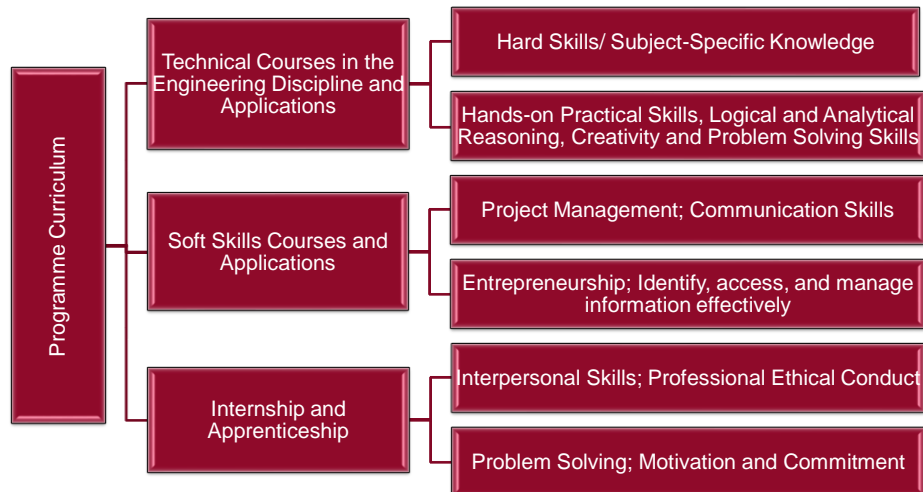 Programme Curriculum
Technical Courses in the
Engineering Discipline and
Applications
Hard Skills/ Subject-Specific Knowledge
Hands-on Practical Skills, Logical and Analytical
Reasoning, Creativity and Problem Solving Skills
Soft Skills Courses and
Applications
Project Management; Communication Skills
Entrepreneurship; Identify, access, and manage
information effectively
Internship and
Apprenticeship
Interpersonal Skills; Professional Ethical Conduct
Problem Solving; Motivation and Commitment